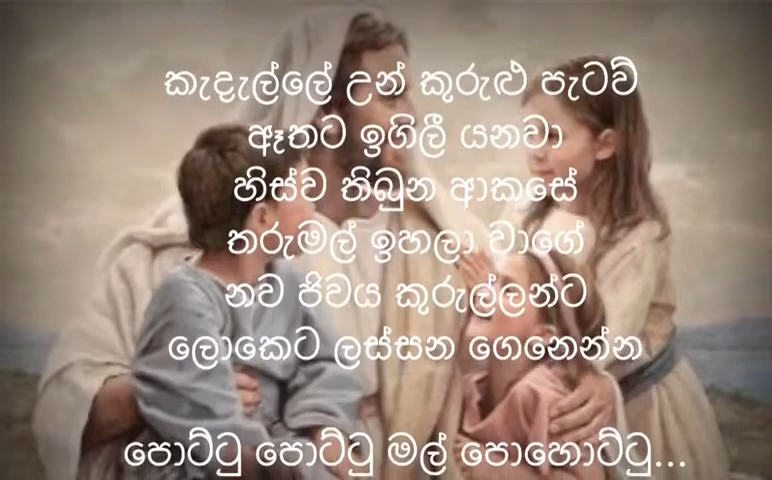 කැදැල්ලේ උන් කුරුළු පැටව්
ඈතට ඉගිලී යනවා
හිස්ව තිබුන ආකසේ
තරුමල් ඉහලා වාගේ
නව ජිවය කුරුල්ලන්ට
ලොකෙට ලස්සන ගෙනෙන්න
පොට්ටු පොට්ටු මල් පොහොට්ටු...